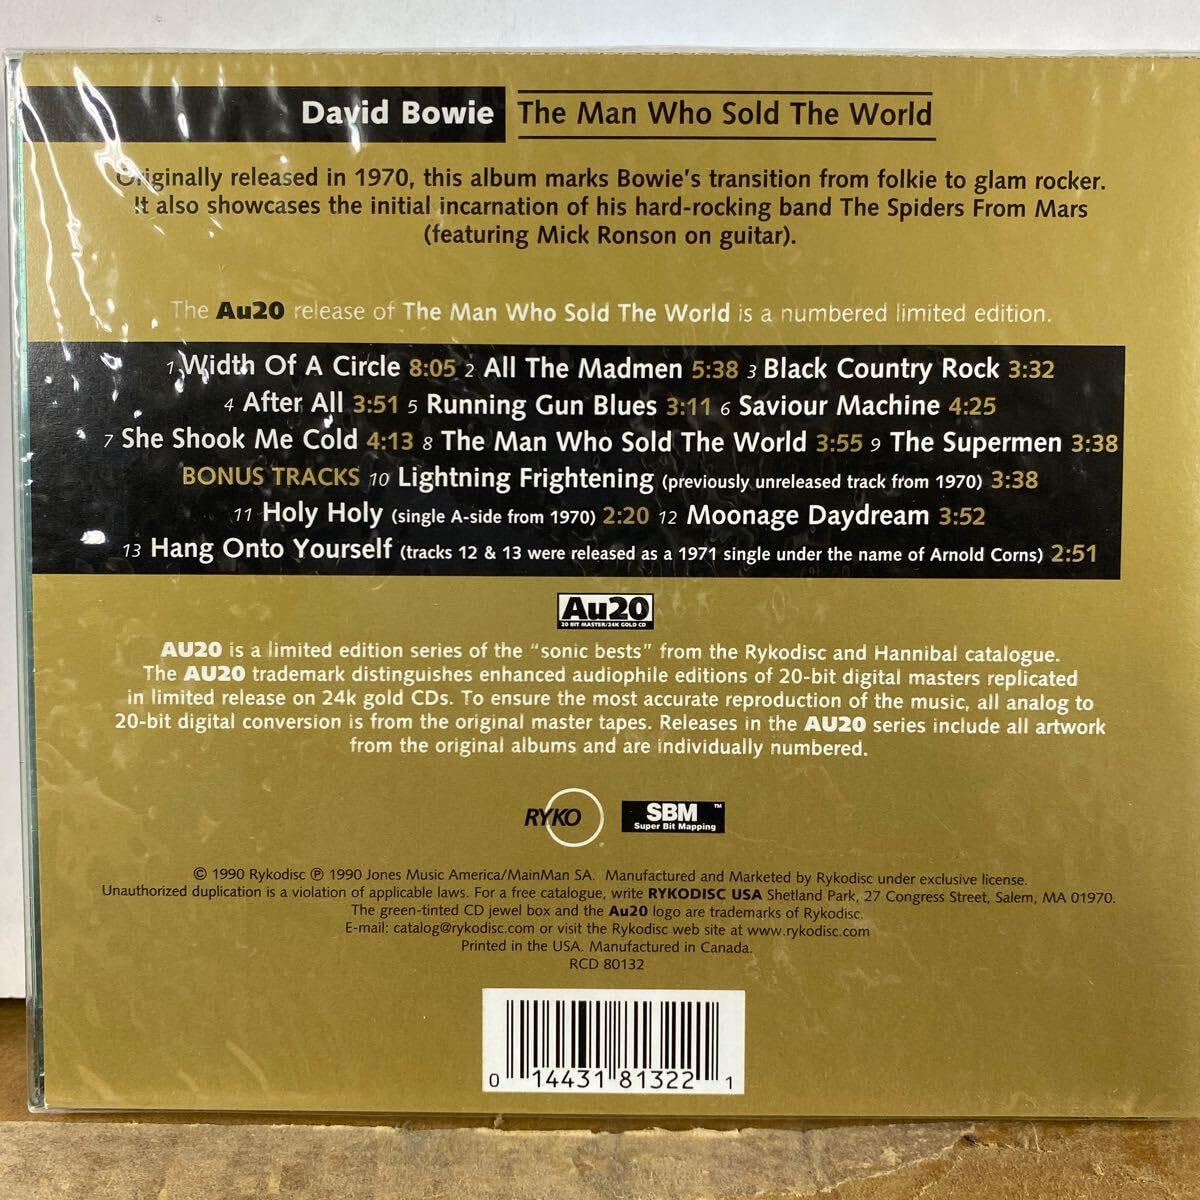 David Bowie The Man Who Sold The World
Originally released in 1970, this album marks Bowie's transition from folkie to glam rocker.
It also showcases the initial incarnation of his hard-rocking band The Spiders From Mars
(featuring Mick Ronson on guitar).
The Au20 release of The Man Who Sold The World is a numbered limited edition.
1 Width Of A Circle 8:05 2 All The Madmen 5:38 3 Black Country Rock 3:32
4 After All 3:51 5 Running Gun Blues 3:11 6 Saviour Machine 4:25
7 She Shook Me Cold 4:13 8 The Man Who Sold The World 3:55 9 The Supermen 3:38
BONUS TRACKS 10 Lightning Frightening (previously unreleased track from 1970) 3:38
11 Holy Holy (single A-side from 1970) 2:20 12 Moonage Daydream 3:52
13 Hang Onto Yourself (tracks 12 & 13 were released as a 1971 single under the name of Arnold Corns) 2:51
Au20
20 BIT MASTER/24K GOLD CD
AU20 is a limited edition series of the "sonic bests" from the Rykodisc and Hannibal catalogue.
The AU20 trademark distinguishes enhanced audiophile editions of 20-bit digital masters replicated
in limited release on 24k gold CDs. To ensure the most accurate reproduction of the music, all analog to
20-bit digital conversion is from the original master tapes. Releases in the AU20 series include all artwork
from the original albums and are individually numbered.
RYKO
SBM™
Super Bit Mapping
© 1990 Rykodisc ℗ 1990 Jones Music America/MainMan SA. Manufactured and Marketed by Rykodisc under exclusive license.
Unauthorized duplication is a violation of applicable laws. For a free catalogue, write RYKODISC USA Shetland Park, 27 Congress Street, Salem, MA 01970.
The green-tinted CD jewel box and the Au20 logo are trademarks of Rykodisc.
E-mail: catalog@rykodisc.com or visit the Rykodisc web site at www.rykodisc.com
Printed in the USA. Manufactured in Canada.
RCD 80132
0 14431 81322 1